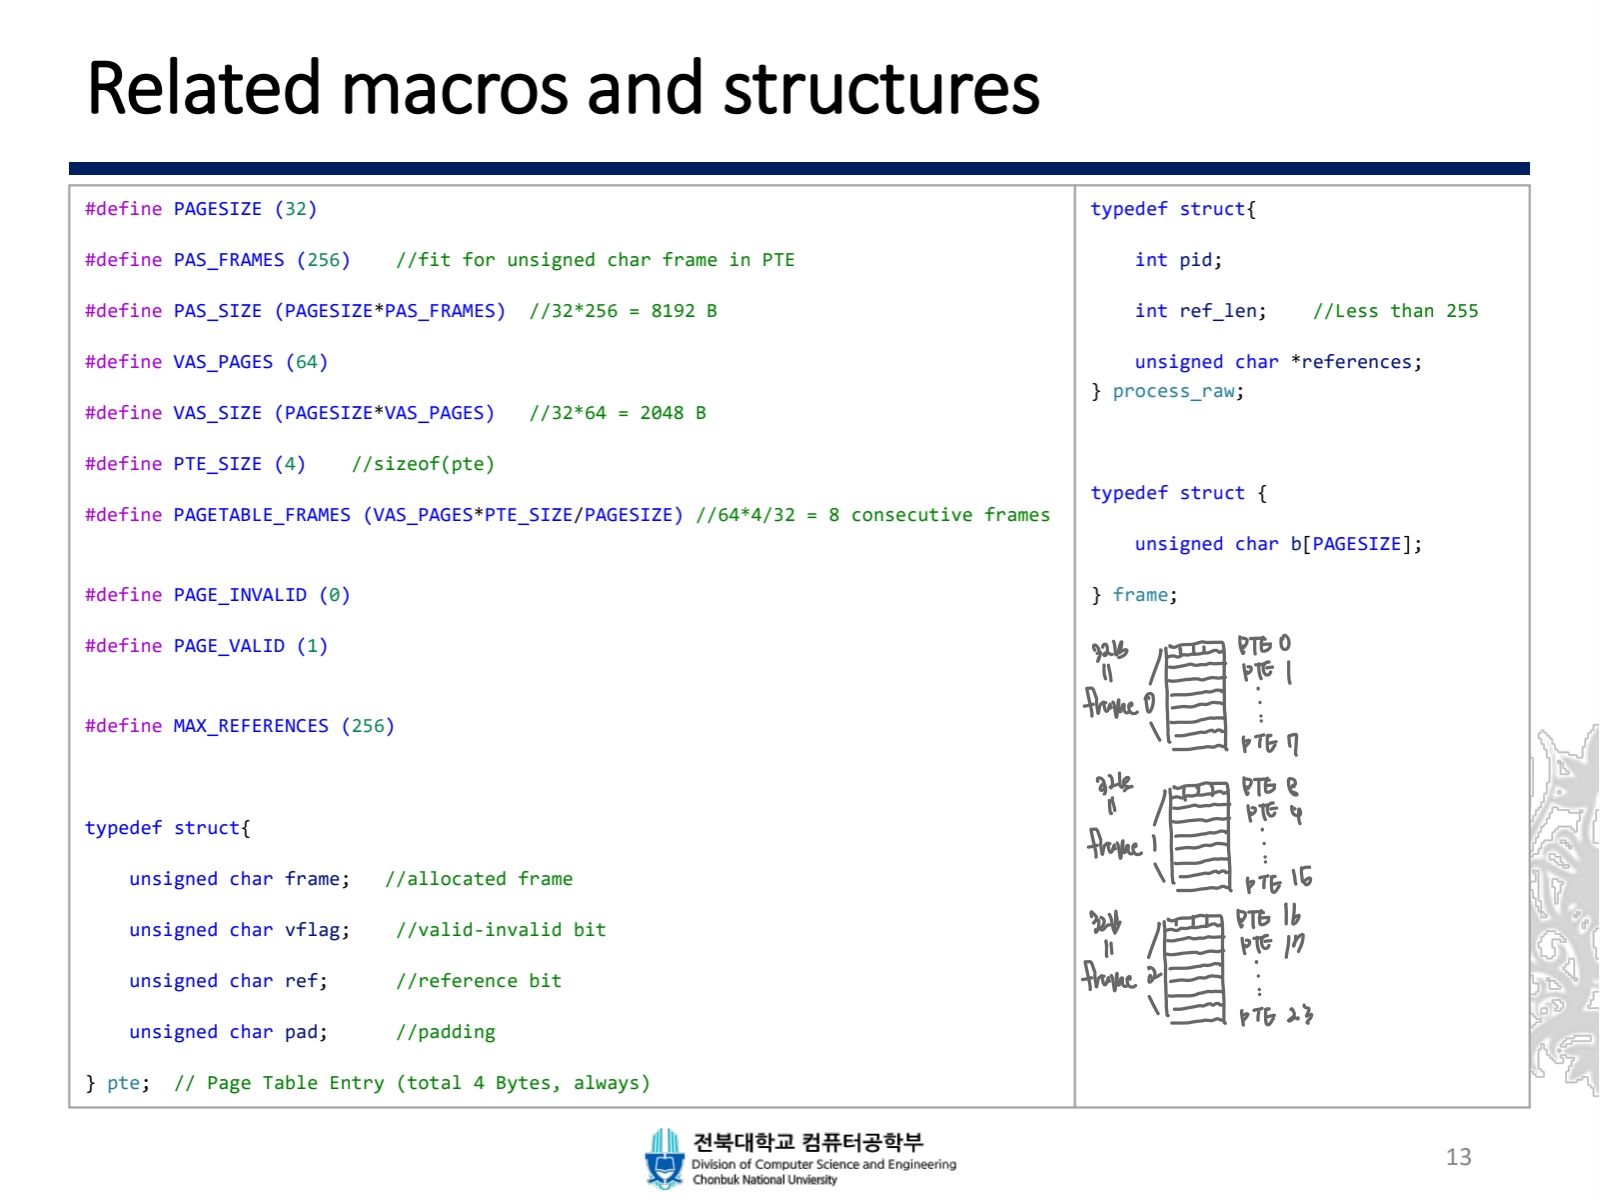 Related macros and structures
#define PAGESIZE (32)
#define PAS_FRAMES (256)    //fit for unsigned char frame in PTE
#define PAS_SIZE (PAGESIZE*PAS_FRAMES)  //32*256 = 8192 B
#define VAS_PAGES (64)
#define VAS_SIZE (PAGESIZE*VAS_PAGES)   //32*64 = 2048 B
#define PTE_SIZE (4)    //sizeof(pte)
#define PAGETABLE_FRAMES (VAS_PAGES*PTE_SIZE/PAGESIZE) //64*4/32 = 8 consecutive frames
#define PAGE_INVALID (0)
#define PAGE_VALID (1)
#define MAX_REFERENCES (256)
typedef struct{
unsigned char frame;   //allocated frame
unsigned char vflag;    //valid-invalid bit
unsigned char ref;      //reference bit
unsigned char pad;      //padding
} pte;  // Page Table Entry (total 4 Bytes, always)
typedef struct{
int pid;
int ref_len;    //Less than 255
unsigned char *references;
} process_raw;
typedef struct {
unsigned char b[PAGESIZE];
} frame;
PTE 0
32b
PTE 1
=
frame 0
PTE 7
32b
PTE 8
=
PTE 9
frame 1
PTE 15
32b
PTE 16
=
PTE 17
frame 2
PTE 23
전북대학교 컴퓨터공학부
Division of Computer Science and Engineering
Chonbuk National Unviersity
13